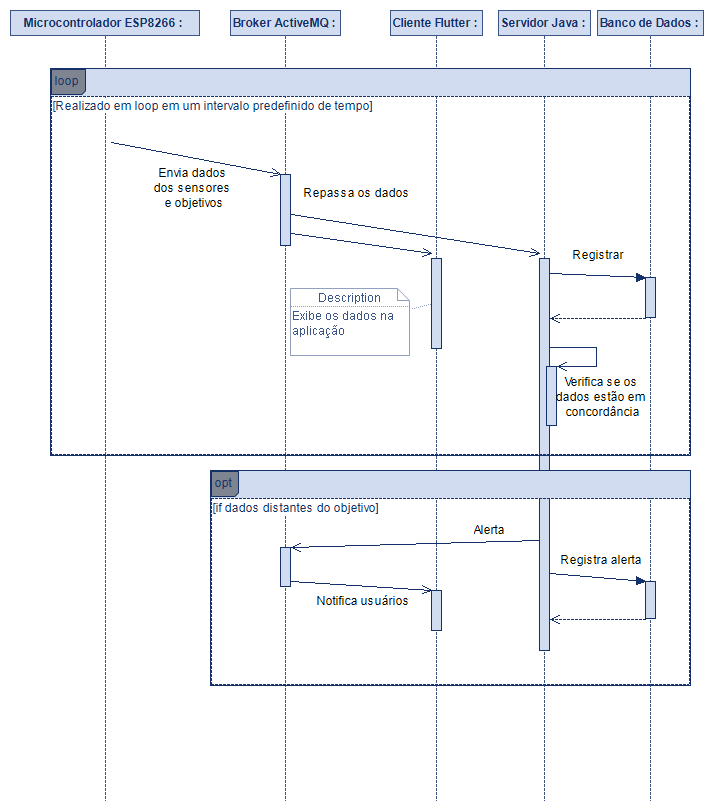 Microcontrolador ESP8266 :
Broker ActiveMQ :
Cliente Flutter :
Servidor Java :
Banco de Dados :
loop
[Realizado em loop em um intervalo predefinido de tempo]
Envia dados
dos sensores
e objetivos
Repassa os dados
Registrar
Description
Exibe os dados na
aplicação
Verifica se os
dados estão em
concordância
opt
[if dados distantes do objetivo]
Alerta
Registra alerta
Notifica usuários